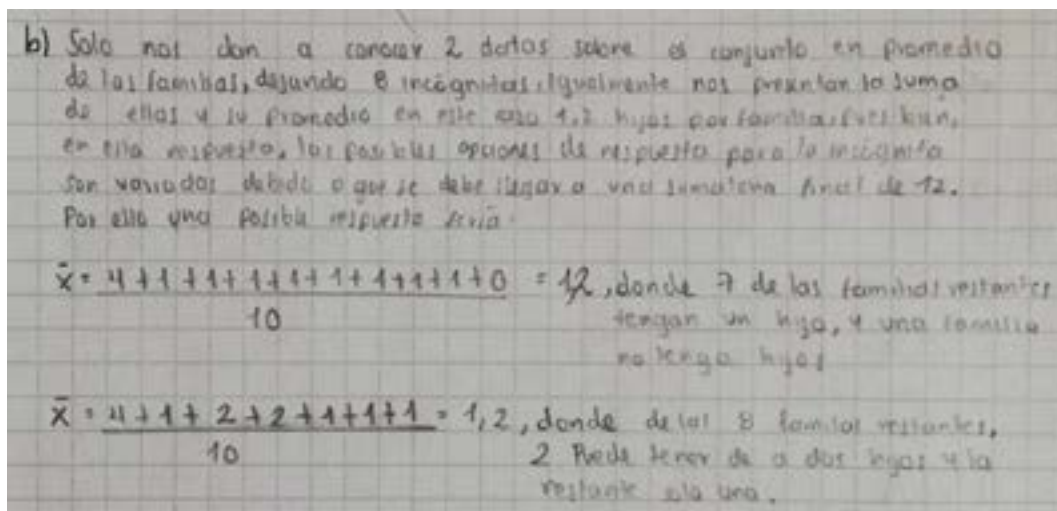 b) Solo nos dan a conocer 2 datos sobre el conjunto en promedio
de las familias, dejando 8 incógnitas. Igualmente nos presentan la suma
de ellas y su promedio en este caso 1,2 hijos por familia, pues bien,
en ella respuesta, las posibles opciones de respuesta para la incógnita
son variadas debido a que se debe llegar a una sumatoria final de 12.
Por ello una posible respuesta sería.
x̄ = 4+1+1+1+1+1+1+1+1+0 = 1,2, donde 7 de las familias restantes
10 tengan un hijo, y una familia
no tenga hijos
x̄ = 4+1+2+2+1+1+1 = 1,2, donde de las 8 familias restantes,
10 2 Puede tener de a dos hijos y la
restante solo uno.